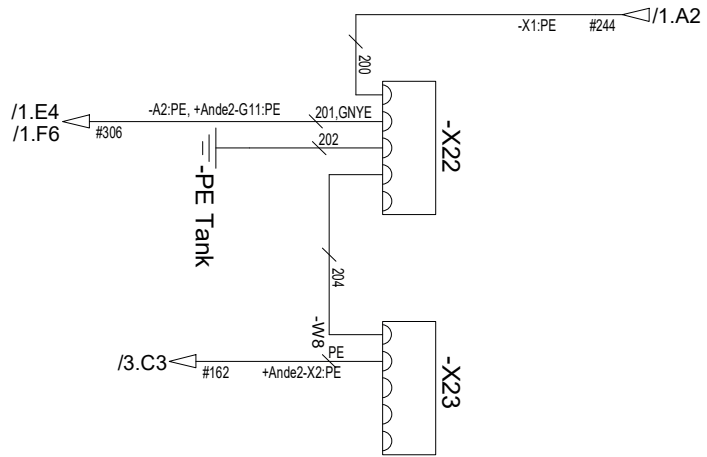 /1.A2
-X1:PE
#244
200
/1.E4
/1.F6
-A2:PE, +Ande2-G11:PE
201,GNYE
#306
202
-X22
-PE Tank
204
-W8
PE
/3.C3
#162
+Ande2-X2:PE
-X23